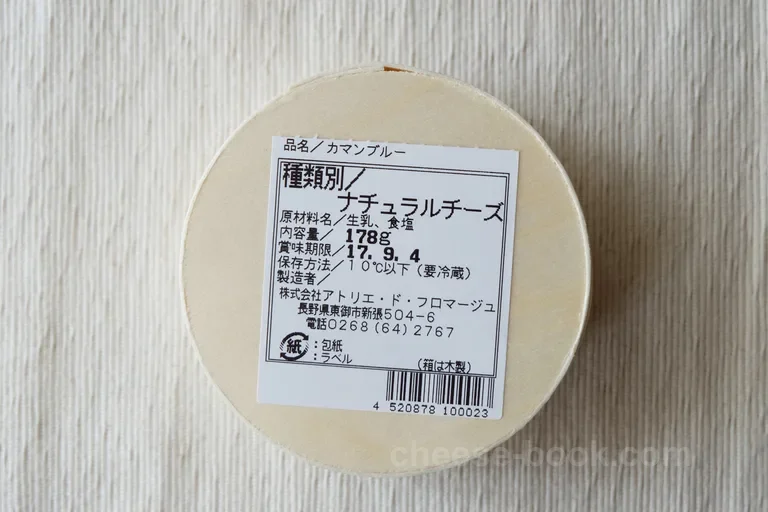 品名／カマンブルー
種類別／
ナチュラルチーズ
原材料名／生乳、食塩
内容量／ 178g
賞味期限／17. 9. 4
保存方法／１０℃以下（要冷蔵）
製造者／
株式会社アトリエ・ド・フロマージュ
長野県東御市新張504-6
電話0268(64)2767
紙：包紙
：ラベル （箱は木製）
4 520878 100023
cheese-book.com